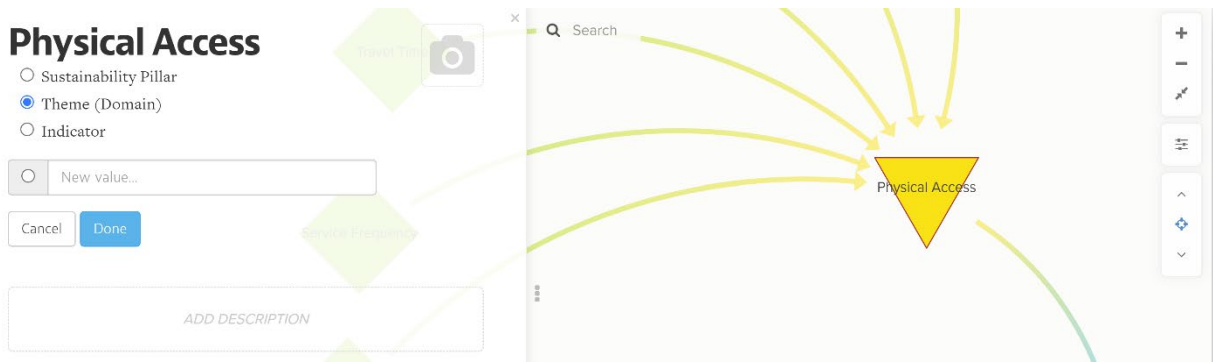 Physical Access
Sustainability Pillar
Theme (Domain)
Indicator
New value...
Cancel
Done
ADD DESCRIPTION
Travel Time
Service Frequency
×
Search
Physical Access